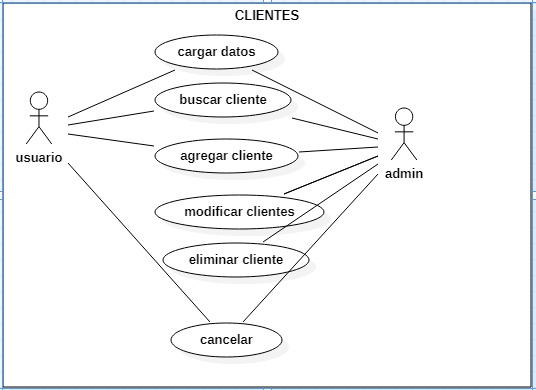 CLIENTES
cargar datos
buscar cliente
usuario
agregar cliente
admin
modificar clientes
eliminar cliente
cancelar